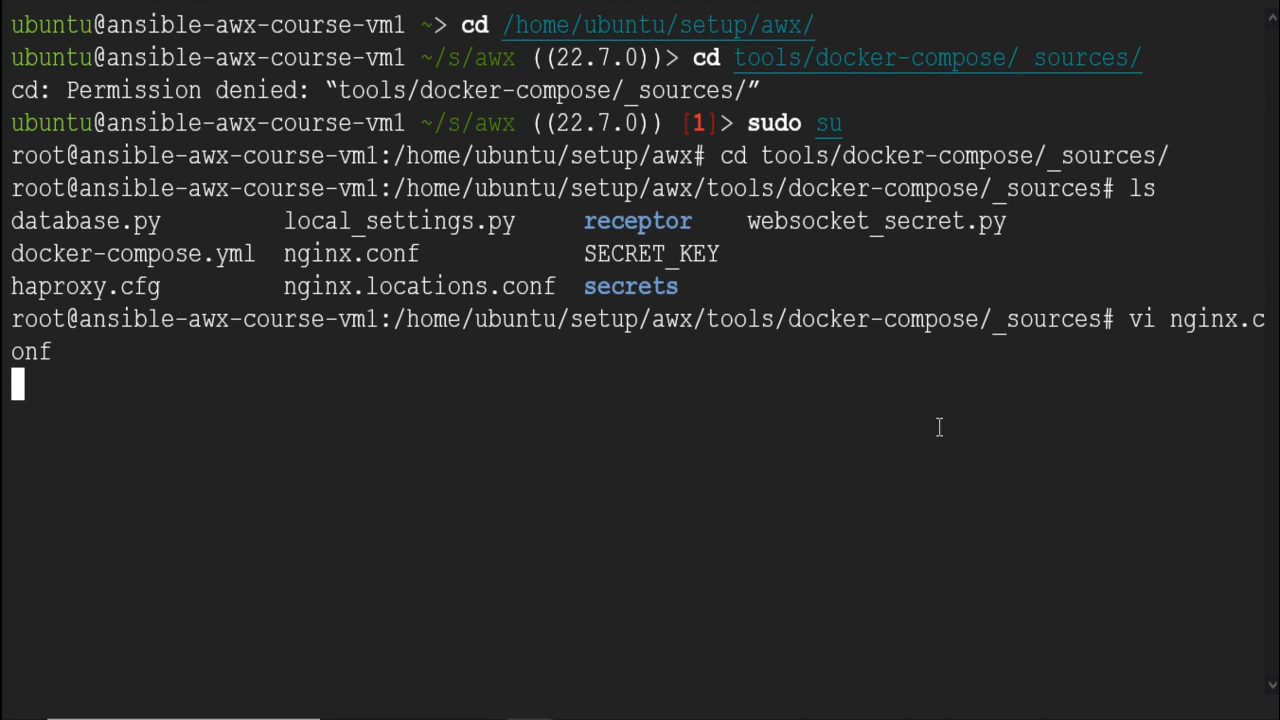 ubuntu@ansible-awx-course-vm1 ~> cd /home/ubuntu/setup/awx/
ubuntu@ansible-awx-course-vm1 ~/s/awx ((22.7.0))> cd tools/docker-compose/_sources/
cd: Permission denied: “tools/docker-compose/_sources/”
ubuntu@ansible-awx-course-vm1 ~/s/awx ((22.7.0)) [1]> sudo su
root@ansible-awx-course-vm1:/home/ubuntu/setup/awx# cd tools/docker-compose/_sources/
root@ansible-awx-course-vm1:/home/ubuntu/setup/awx/tools/docker-compose/_sources# ls
database.py local_settings.py receptor websocket_secret.py
docker-compose.yml nginx.conf SECRET_KEY
haproxy.cfg nginx.locations.conf secrets
root@ansible-awx-course-vm1:/home/ubuntu/setup/awx/tools/docker-compose/_sources# vi nginx.c
onf